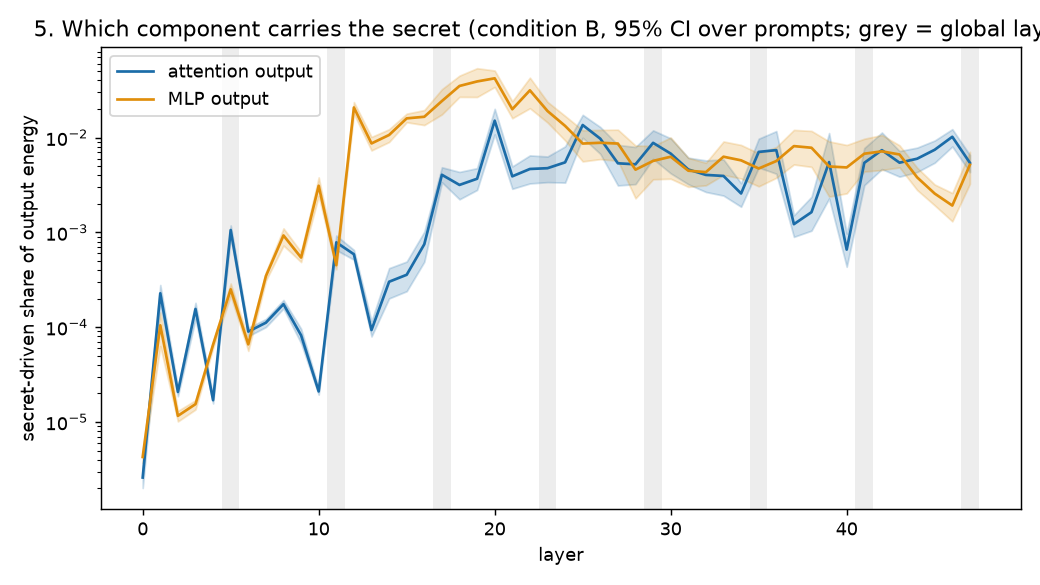 5. Which component carries the secret (condition B, 95% CI over prompts; grey = global lay
attention output
MLP output
secret-driven share of output energy
10⁻²
10⁻³
10⁻⁴
10⁻⁵
0 10 20 30 40
layer